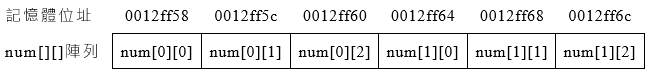 記憶體位址 0012ff58 0012ff5c 0012ff60 0012ff64 0012ff68 0012ff6c
num[][]陣列 num[0][0] num[0][1] num[0][2] num[1][0] num[1][1] num[1][2]